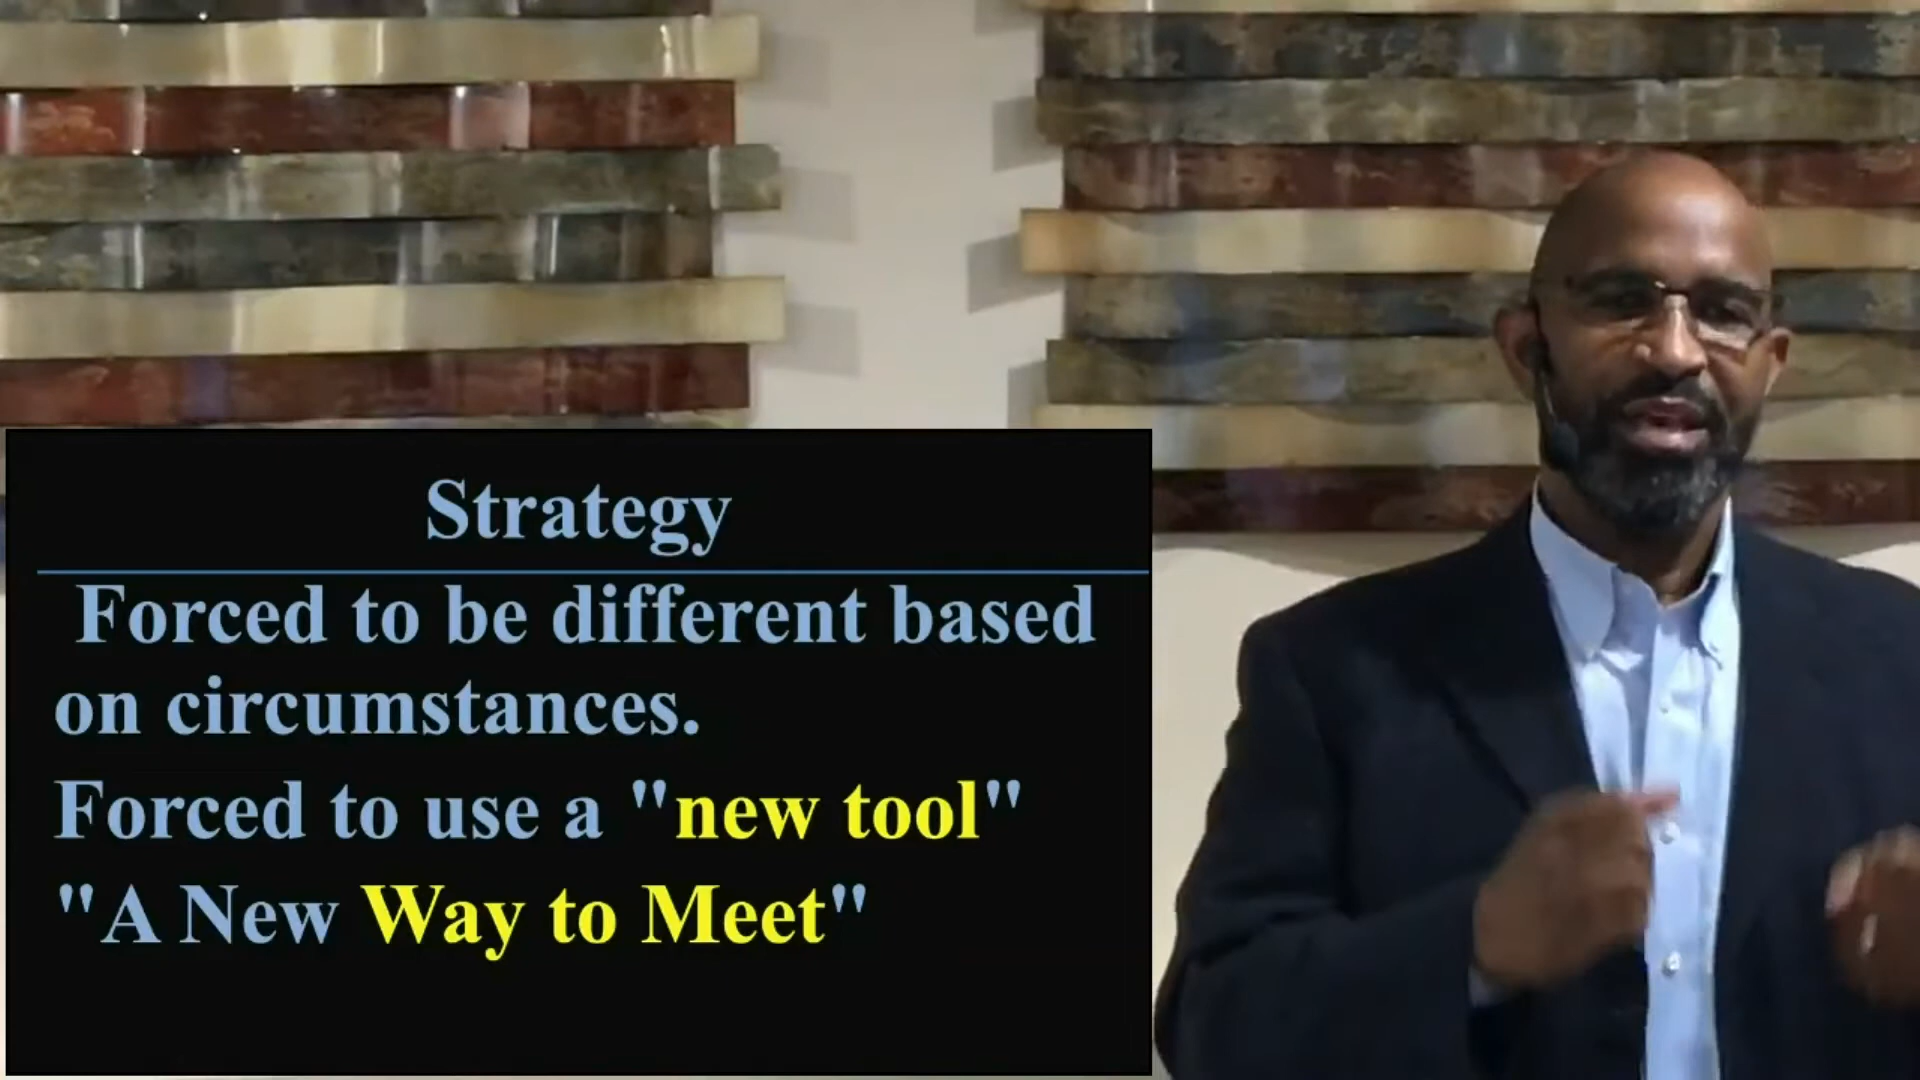 Strategy
Forced to be different based
on circumstances.
Forced to use a "new tool"
"A New Way to Meet"